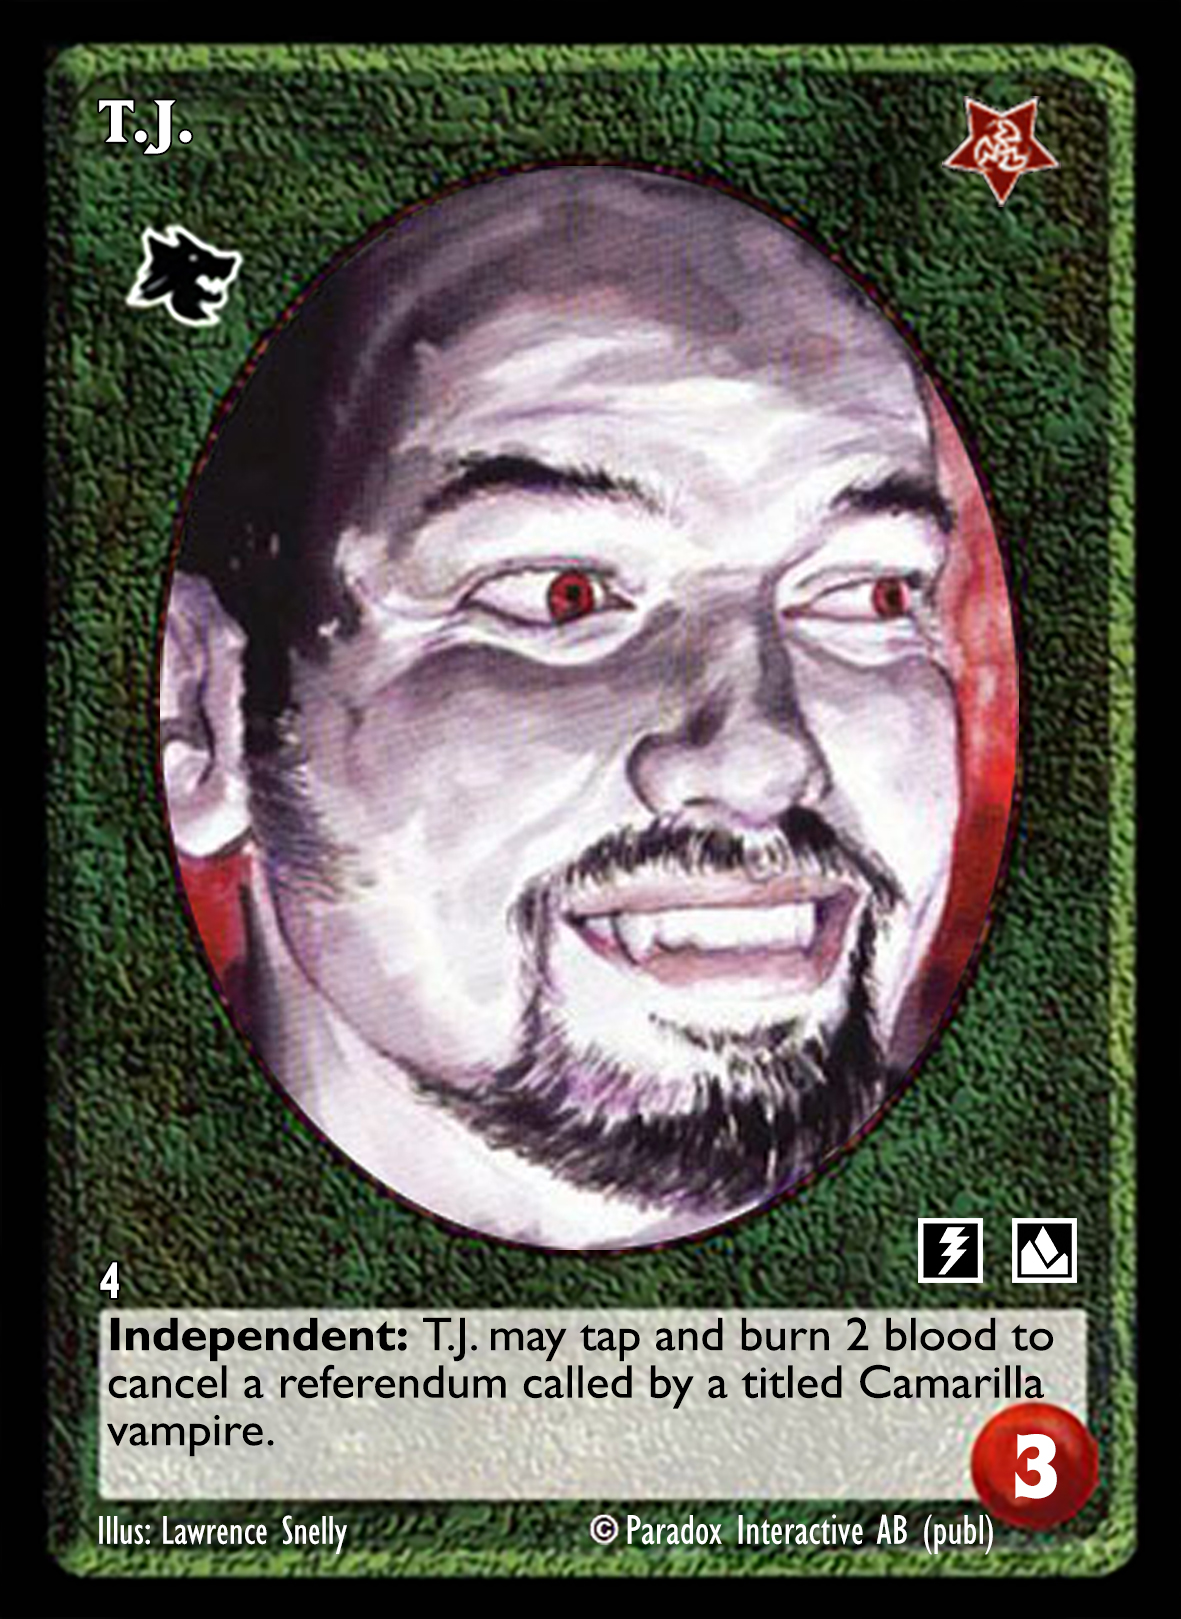 T.J.
4
Independent: T.J. may tap and burn 2 blood to
cancel a referendum called by a titled Camarilla
vampire.
3
Illus: Lawrence Snelly
© Paradox Interactive AB (publ)